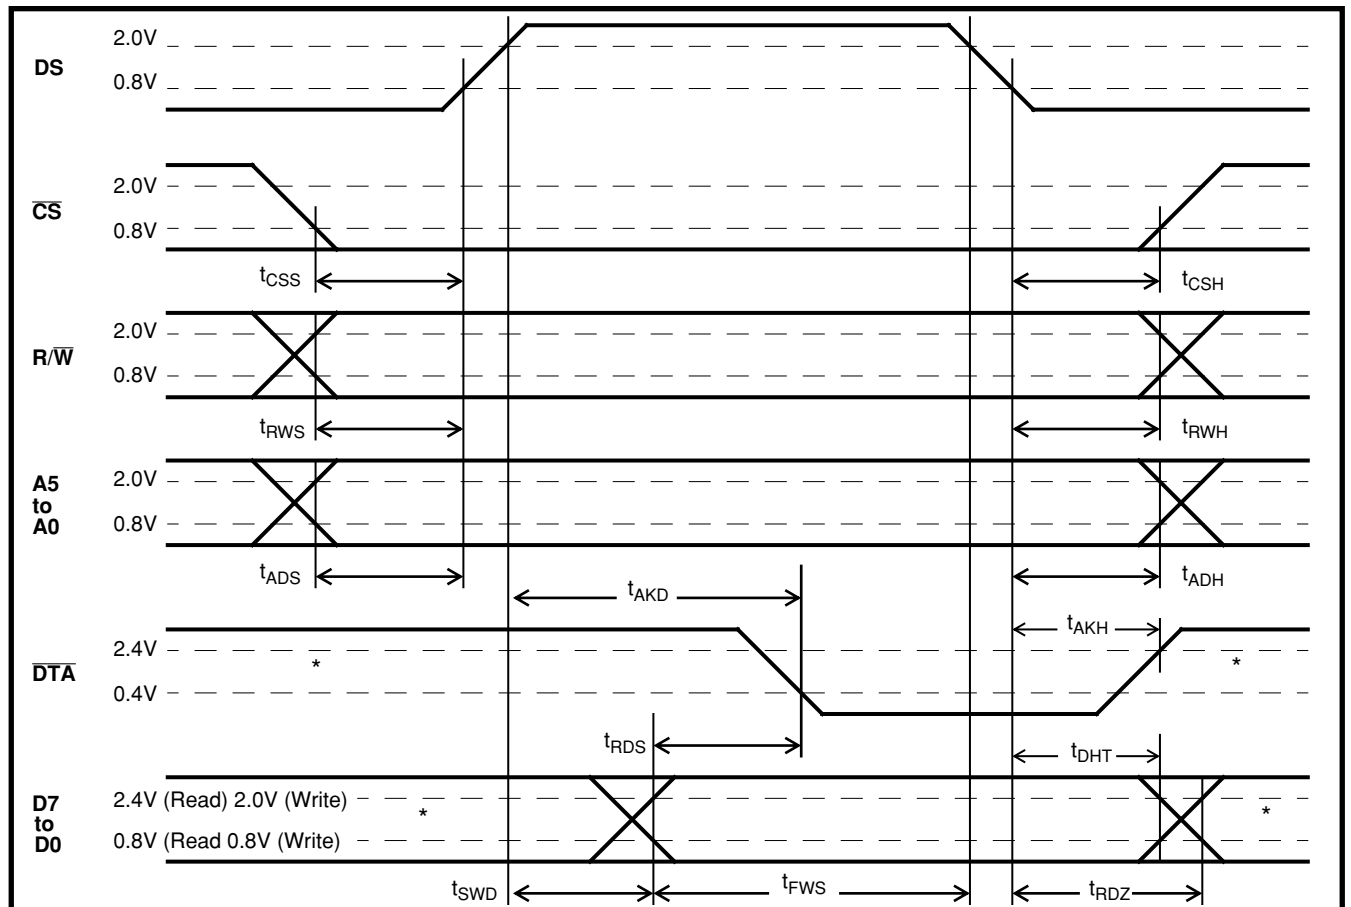 2.0V
DS
0.8V
2.0V
CS
0.8V
tCSS
tCSH
2.0V
R/W
0.8V
tRWS
tRWH
A5
to
A0
2.0V
0.8V
tADS
tAKD
tADH
tAKH
2.4V
DTA
*
*
0.4V
tRDS
tDHT
D7
to
D0
2.4V (Read) 2.0V (Write)
*
*
0.8V (Read 0.8V (Write)
tSWD
tFWS
tRDZ